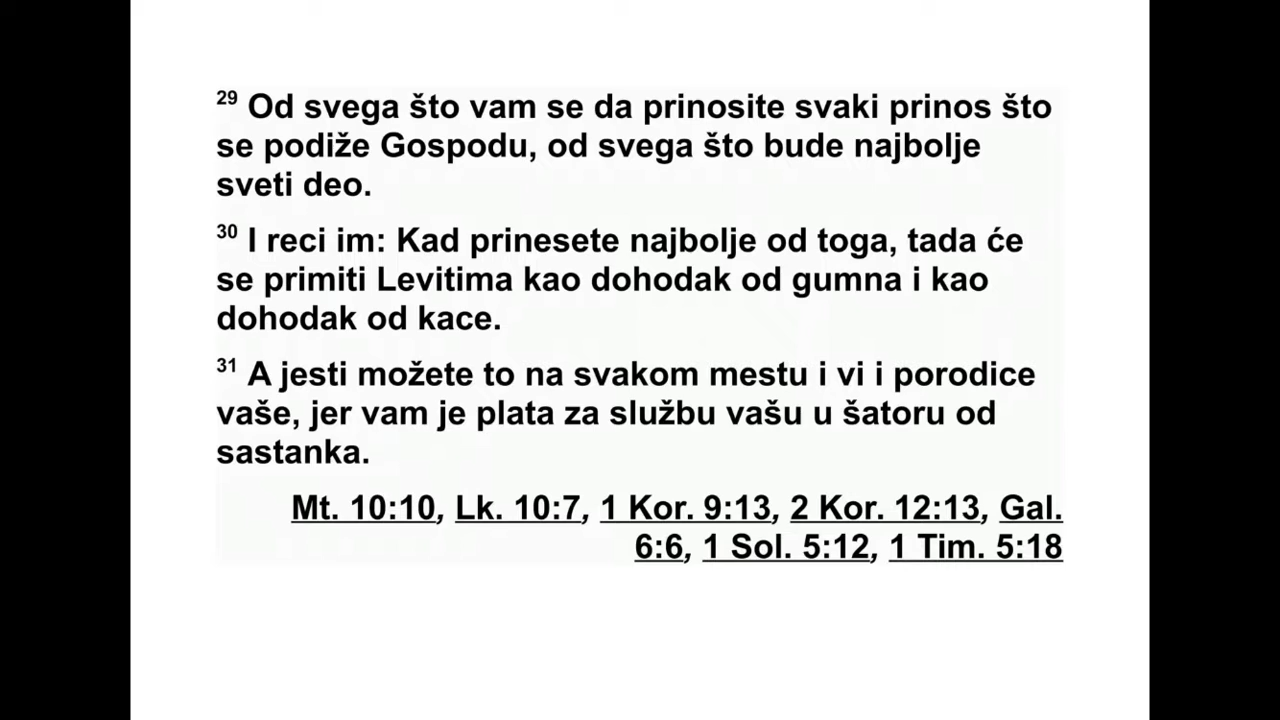 29 Od svega što vam se da prinosite svaki prinos što
se podiže Gospodu, od svega što bude najbolje
sveti deo.
30 I reci im: Kad prinesete najbolje od toga, tada će
se primiti Levitima kao dohodak od gumna i kao
dohodak od kace.
31 A jesti možete to na svakom mestu i vi i porodice
vaše, jer vam je plata za službu vašu u šatoru od
sastanka.
Mt. 10:10, Lk. 10:7, 1 Kor. 9:13, 2 Kor. 12:13, Gal.
6:6, 1 Sol. 5:12, 1 Tim. 5:18